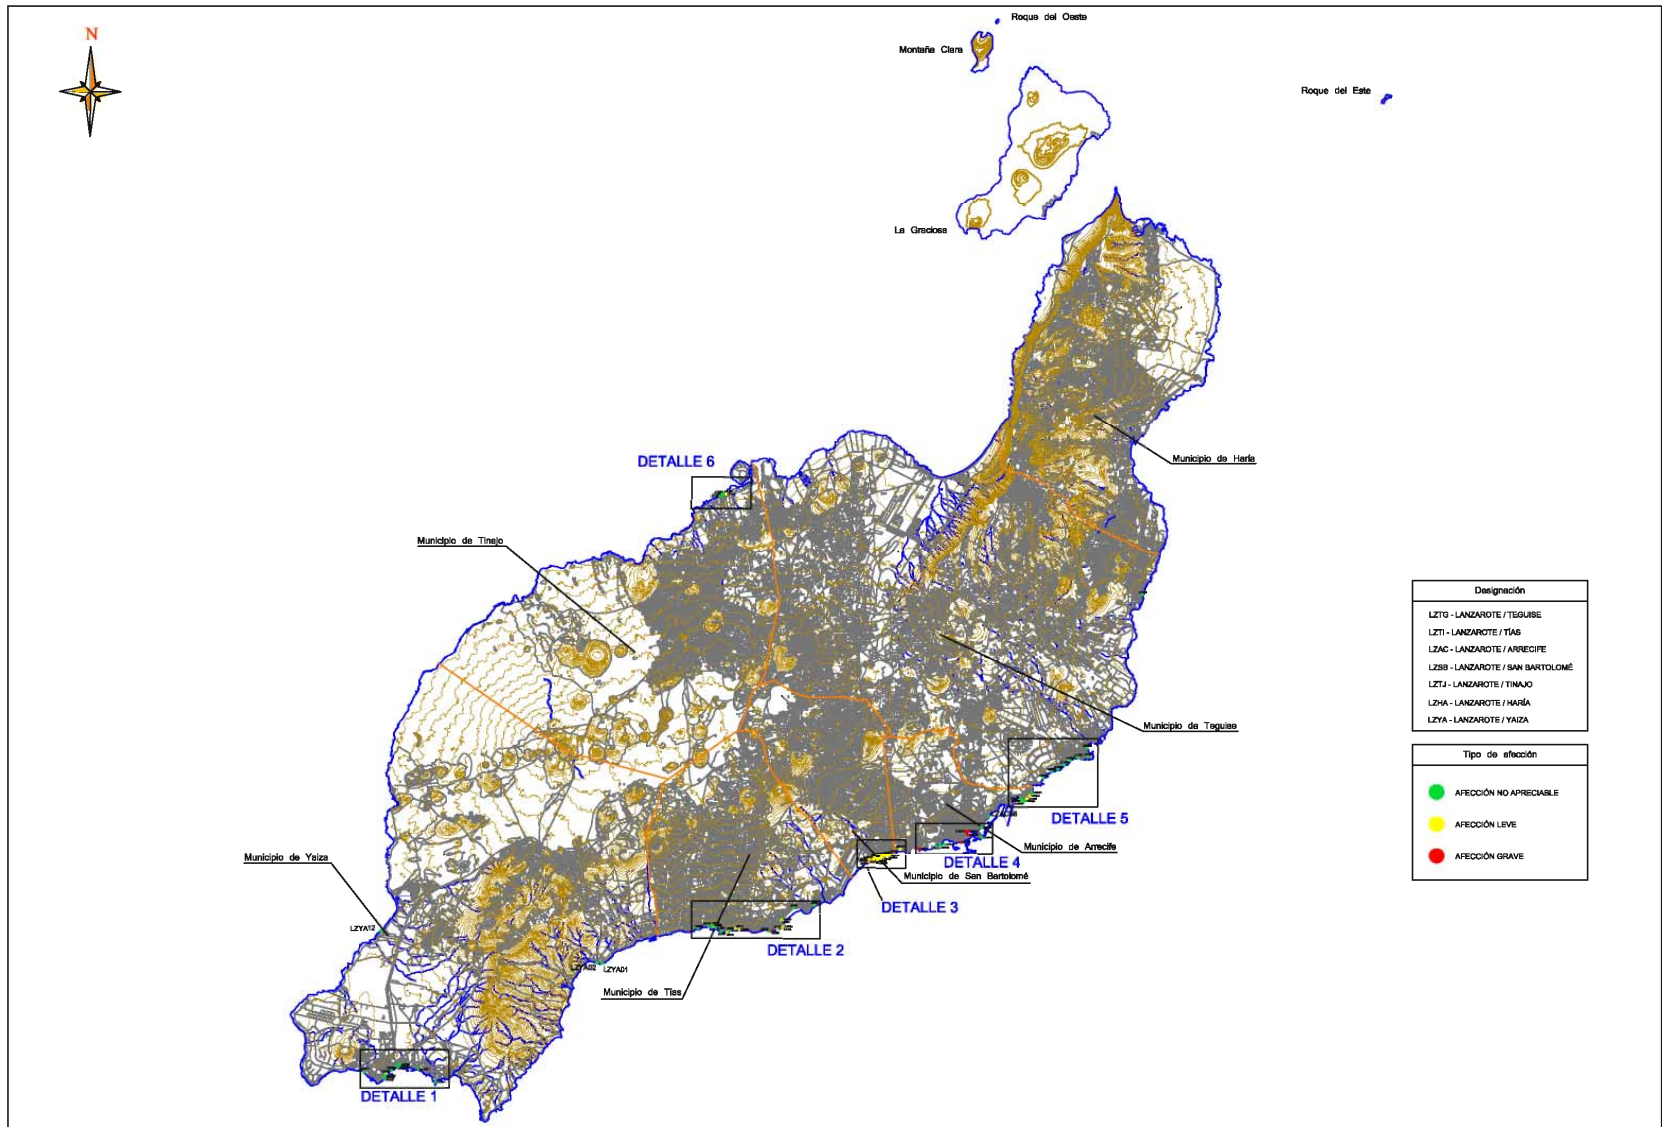 N
Roque del Oeste
Montaña Clara
Roque del Este
La Graciosa
Municipio de Haría
DETALLE 6
Municipio de Tinajo
Designación
LZTG - LANZAROTE / TEGUISE
LZTI - LANZAROTE / TÍAS
LZAC - LANZAROTE / ARRECIFE
LZSB - LANZAROTE / SAN BARTOLOMÉ
LZTJ - LANZAROTE / TINAJO
LZHA - LANZAROTE / HARÍA
LZYA - LANZAROTE / YAIZA
Municipio de Teguise
Tipo de afección
AFECCIÓN NO APRECIABLE
AFECCIÓN LEVE
AFECCIÓN GRAVE
DETALLE 5
Municipio de Arrecife
Municipio de Yaiza
DETALLE 4
Municipio de San Bartolomé
DETALLE 3
LZYA12
DETALLE 2
LZYA02
LZYA01
Municipio de Tías
DETALLE 1